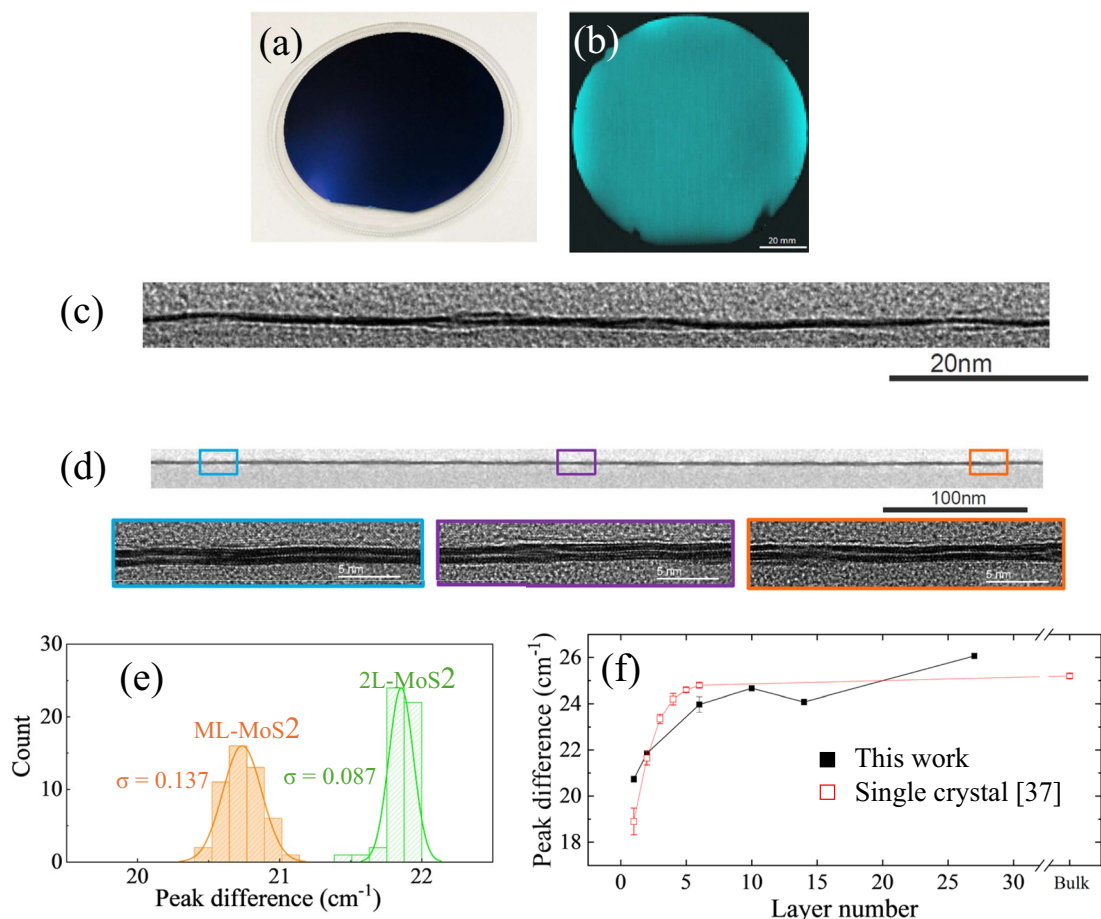 (a)
(b)
20 mm
(c)
20nm
(d)
100nm
5 nm
5 nm
5 nm
(e)
30
20
10
0
Count
ML-MoS2
σ = 0.137
2L-MoS2
σ = 0.087
20
21
22
Peak difference (cm⁻¹)
(f)
26
24
22
20
18
Peak difference (cm⁻¹)
This work
Single crystal [37]
0
5
10
15
20
25
30
Bulk
Layer number